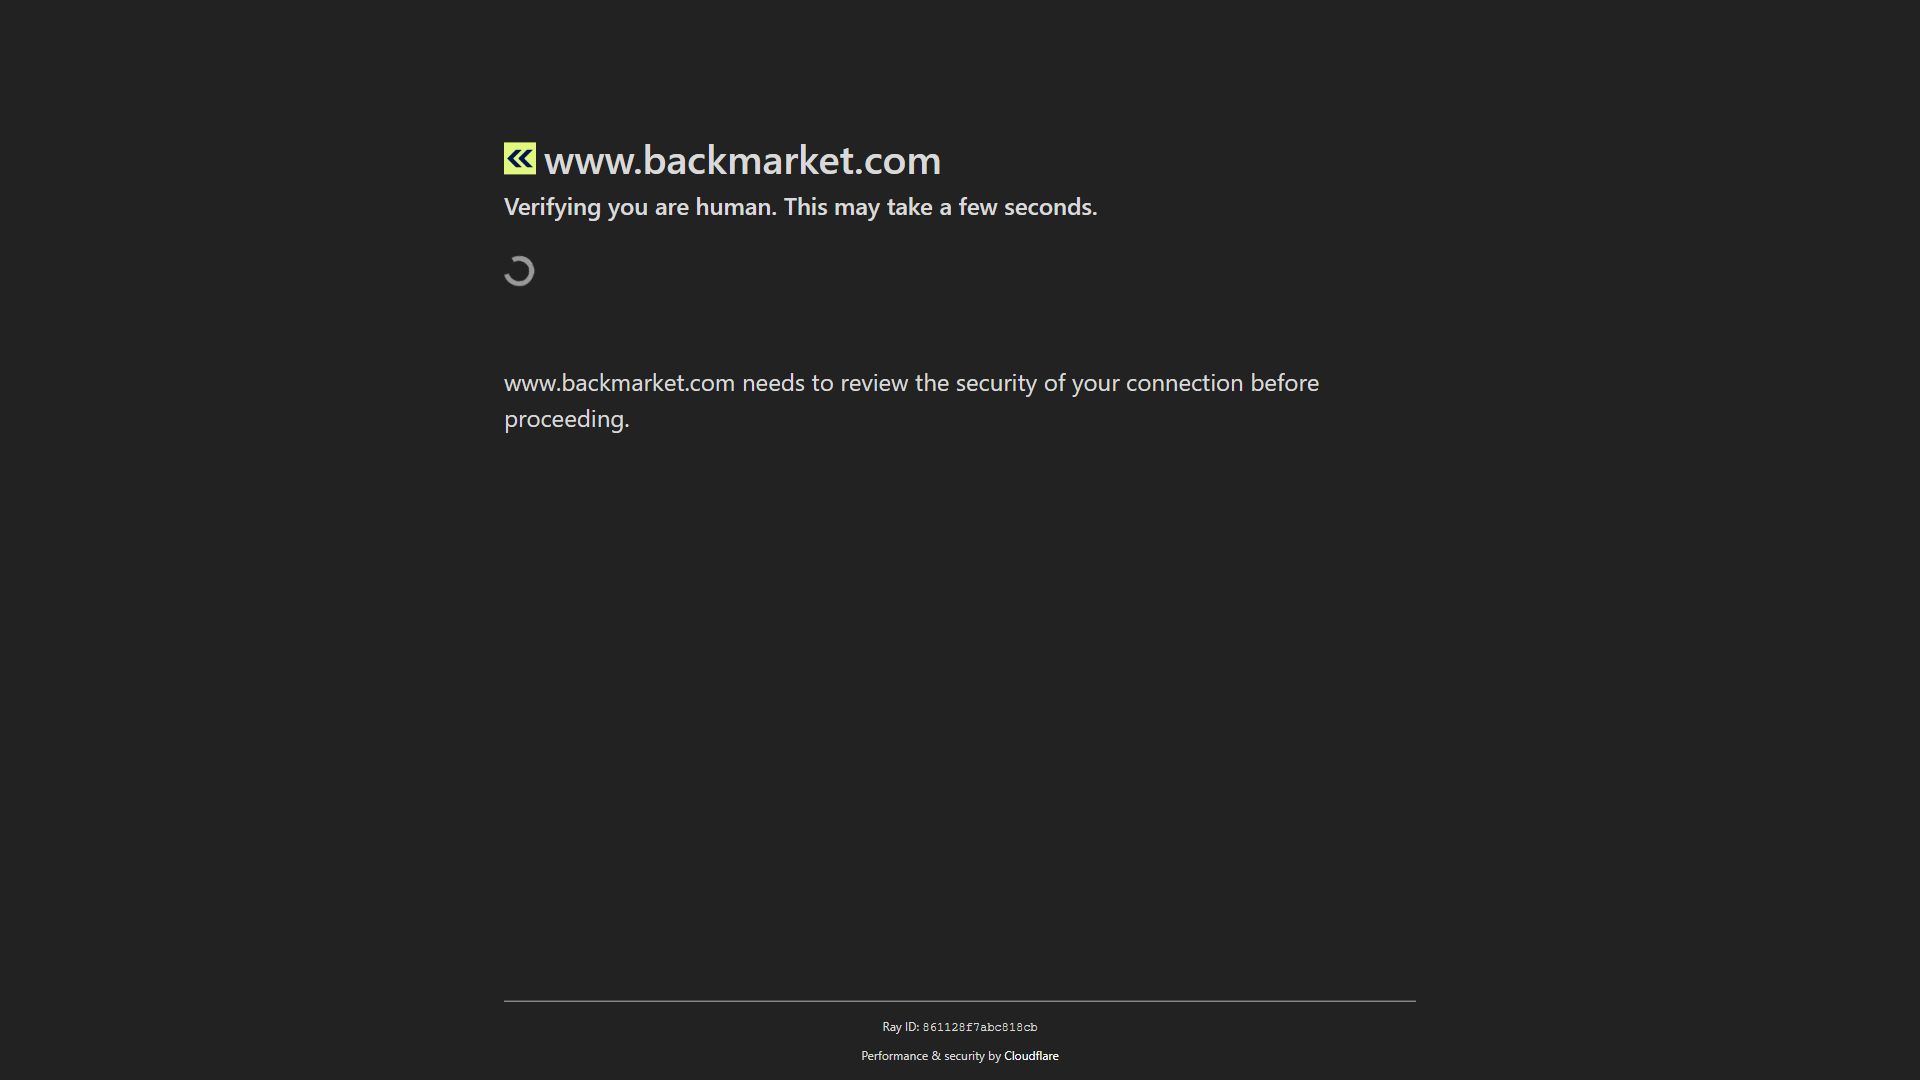 www.backmarket.com
Verifying you are human. This may take a few seconds.
www.backmarket.com needs to review the security of your connection before
proceeding.
Ray ID: 861128f7abc818cb
Performance & security by Cloudflare